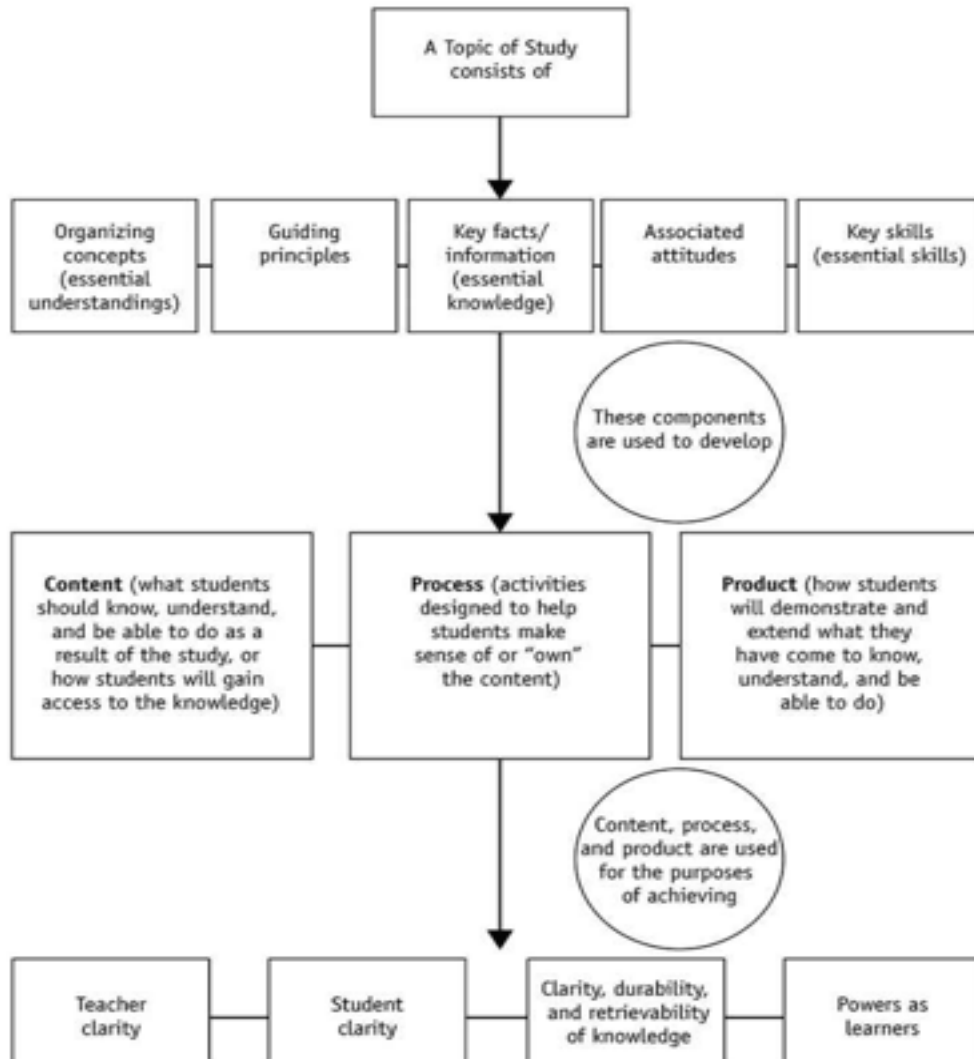 A Topic of Study
consists of
Organizing
concepts
(essential
understandings)
Guiding
principles
Key facts/
information
(essential
knowledge)
Associated
attitudes
Key skills
(essential skills)
These components
are used to develop
Content (what students
should know, understand,
and be able to do as a
result of the study, or
how students will gain
access to the knowledge)
Process (activities
designed to help
students make
sense of or “own”
the content)
Product (how students
will demonstrate and
extend what they
have come to know,
understand, and be
able to do)
Content, process,
and product are used
for the purposes
of achieving
Teacher
clarity
Student
clarity
Clarity, durability,
and retrievability
of knowledge
Powers as
learners